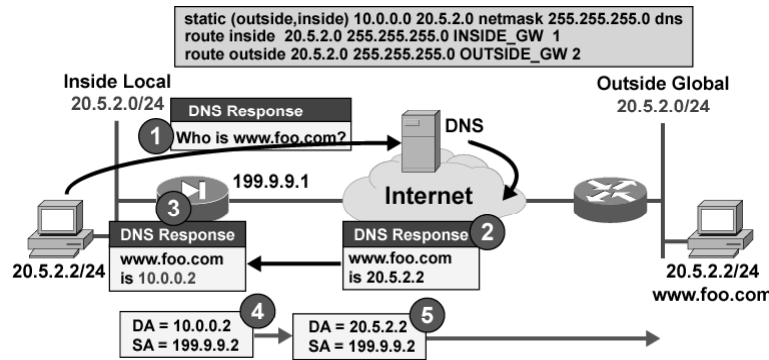 static (outside,inside) 10.0.0.0 20.5.2.0 netmask 255.255.255.0 dns
route inside 20.5.2.0 255.255.255.0 INSIDE_GW 1
route outside 20.5.2.0 255.255.255.0 OUTSIDE_GW 2
Inside Local
20.5.2.0/24
Outside Global
20.5.2.0/24
DNS Response
1
Who is www.foo.com?
DNS
199.9.9.1
Internet
3
DNS Response
www.foo.com
is 10.0.0.2
2
DNS Response
www.foo.com
is 20.5.2.2
20.5.2.2/24
20.5.2.2/24
www.foo.com
4
DA = 10.0.0.2
SA = 199.9.9.2
5
DA = 20.5.2.2
SA = 199.9.9.2